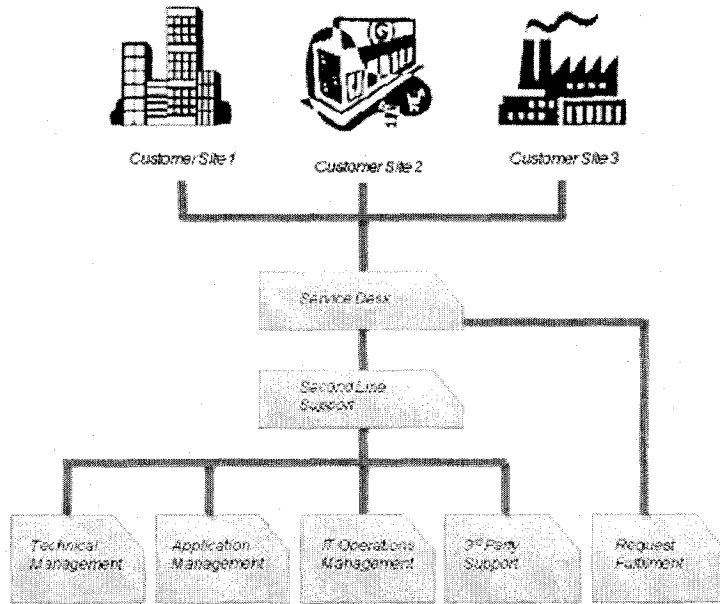 Customer Site 1
Customer Site 2
Customer Site 3
Service Desk
Second Line
Support
Technical
Management
Application
Management
IT Operations
Management
3rd Party
Support
Request
Fulfilment